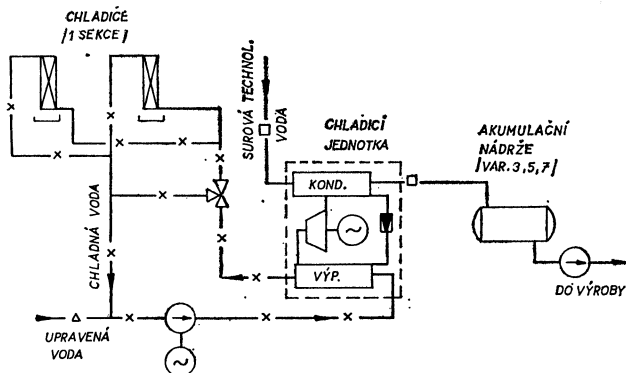 CHLADIČE
/1 SEKCE/
SUROVÁ TECHNOL.
VODA
CHLADICÍ
JEDNOTKA
AKUMULAČNÍ
NÁDRŽE
/VAR. 3,5,7/
KOND.
VÝP.
CHLADNÁ VODA
DO VÝROBY
UPRAVENÁ
VODA